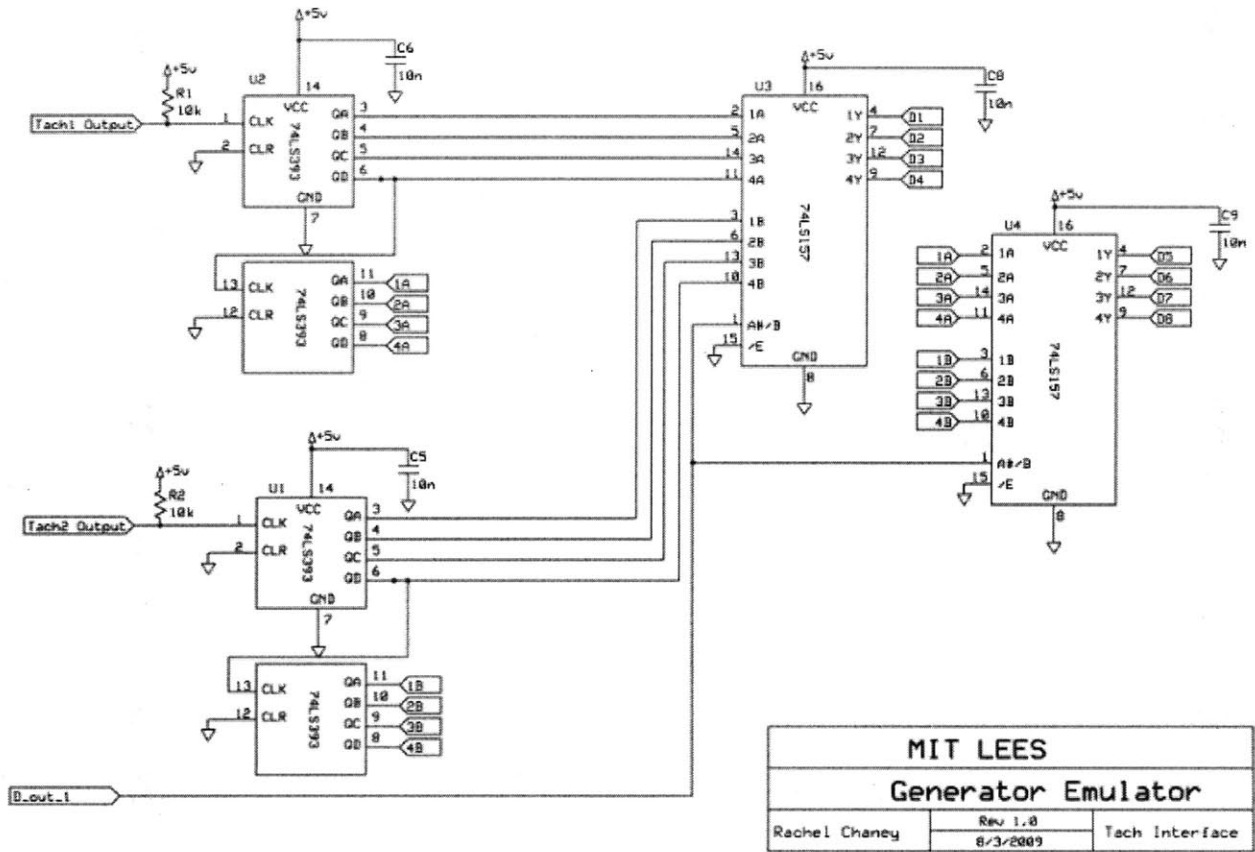 +5v
C6
10n
+5v
R1
10k
U2
14
VCC
Tach1 Output
1
CLK
2
CLR
74LS393
QA 3
QB 4
QC 5
QD 6
GND
7
13
CLK
12
CLR
74LS393
QA 11 1A
QB 10 2A
QC 9 3A
QD 8 4A
+5v
C8
10n
U3
16
VCC
2 1A
5 2A
14 3A
11 4A
3 1B
6 2B
13 3B
10 4B
1 A#/B
15 /E
74LS157
1Y 4 D1
2Y 7 D2
3Y 12 D3
4Y 9 D4
GND
8
+5v
C9
10n
U4
16
VCC
1A 2 1A
2A 5 2A
3A 14 3A
4A 11 4A
1B 3 1B
2B 6 2B
3B 13 3B
4B 10 4B
1 A#/B
15 /E
74LS157
1Y 4 D5
2Y 7 D6
3Y 12 D7
4Y 9 D8
GND
8
+5v
C5
10n
+5v
R2
10k
U1
14
VCC
Tach2 Output
1
CLK
2
CLR
74LS393
QA 3
QB 4
QC 5
QD 6
GND
7
13
CLK
12
CLR
74LS393
QA 11 1B
QB 10 2B
QC 9 3B
QD 8 4B
D_out_1
MIT LEES
Generator Emulator
Rachel Chaney
Rev 1.0
8/3/2009
Tach Interface